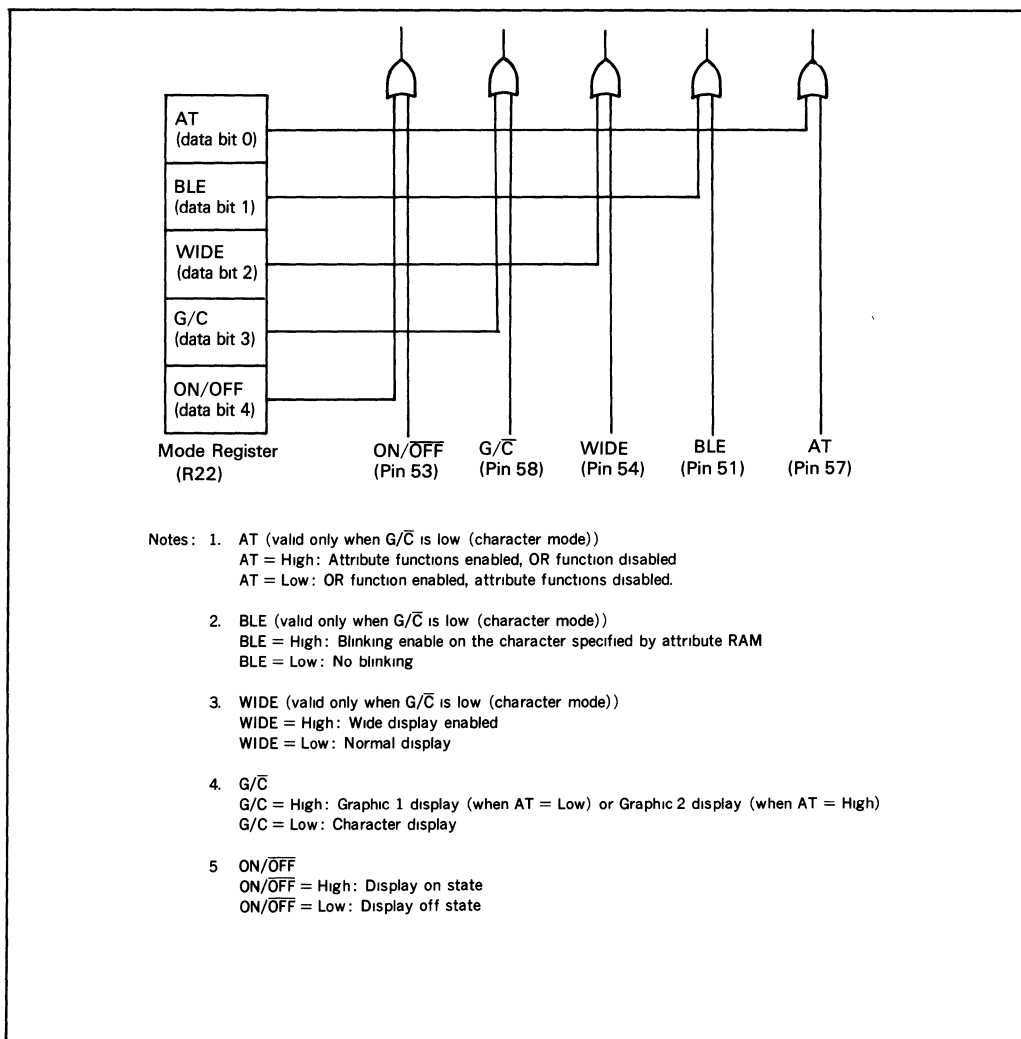 AT
(data bit 0)
BLE
(data bit 1)
WIDE
(data bit 2)
G/C
(data bit 3)
ON/OFF
(data bit 4)
Mode Register
(R22)
ON/O̅F̅F̅
(Pin 53)
G/C̅
(Pin 58)
WIDE
(Pin 54)
BLE
(Pin 51)
AT
(Pin 57)
Notes: 1. AT (valid only when G/C̅ is low (character mode))
AT = High: Attribute functions enabled, OR function disabled
AT = Low: OR function enabled, attribute functions disabled.
2. BLE (valid only when G/C̅ is low (character mode))
BLE = High: Blinking enable on the character specified by attribute RAM
BLE = Low: No blinking
3. WIDE (valid only when G/C̅ is low (character mode))
WIDE = High: Wide display enabled
WIDE = Low: Normal display
4. G/C̅
G/C = High: Graphic 1 display (when AT = Low) or Graphic 2 display (when AT = High)
G/C = Low: Character display
5 ON/O̅F̅F̅
ON/O̅F̅F̅ = High: Display on state
ON/O̅F̅F̅ = Low: Display off state